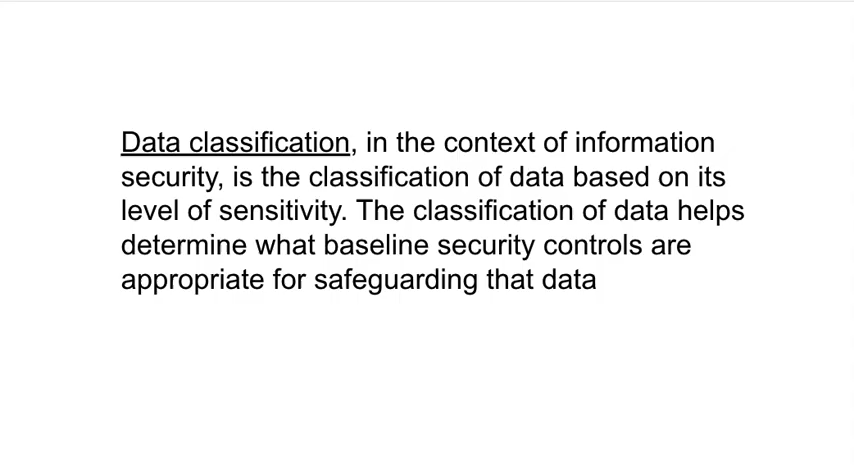 Data classification, in the context of information
security, is the classification of data based on its
level of sensitivity. The classification of data helps
determine what baseline security controls are
appropriate for safeguarding that data